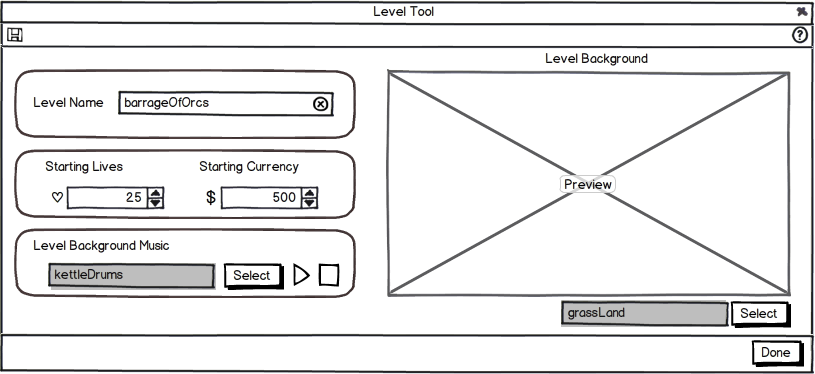 Level Tool
?
Level Background
Level Name
barrageOfOrcs
Starting Lives
Starting Currency
25
$
500
Preview
Level Background Music
kettleDrums
Select
grassLand
Select
Done